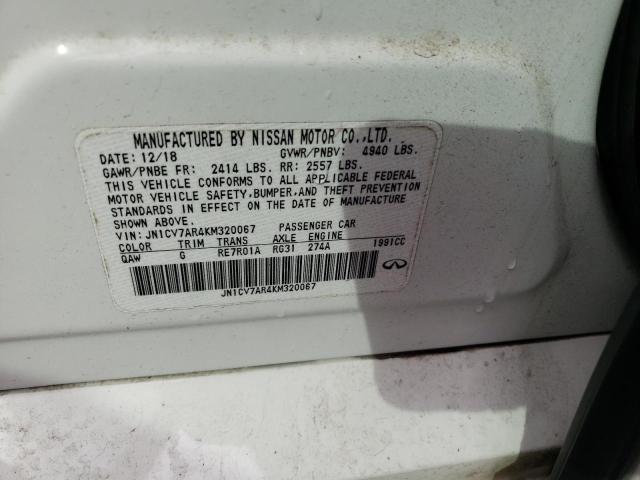 MANUFACTURED BY NISSAN MOTOR CO.,LTD.
DATE: 12/18 GVWR/PNBV: 4940 LBS.
GAWR/PNBE FR: 2414 LBS. RR: 2557 LBS.
THIS VEHICLE CONFORMS TO ALL APPLICABLE FEDERAL
MOTOR VEHICLE SAFETY,BUMPER,AND THEFT PREVENTION
STANDARDS IN EFFECT ON THE DATE OF MANUFACTURE
SHOWN ABOVE.
VIN: JN1CV7AR4KM320067 PASSENGER CAR
COLOR TRIM TRANS AXLE ENGINE
QAW G RE7R01A RG31 274A 1991CC
JN1CV7AR4KM320067